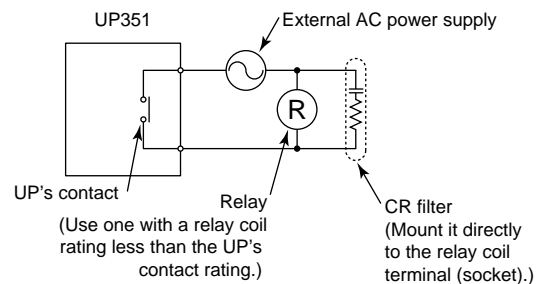 UP351
External AC power supply
R
UP's contact
Relay
(Use one with a relay coil
rating less than the UP's
contact rating.)
CR filter
(Mount it directly
to the relay coil
terminal (socket).)